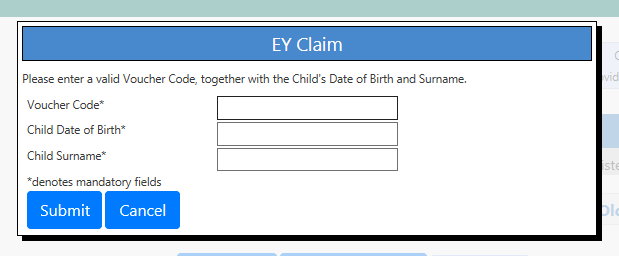 EY Claim
Please enter a valid Voucher Code, together with the Child's Date of Birth and Surname.
Voucher Code*
Child Date of Birth*
Child Surname*
*denotes mandatory fields
Submit Cancel